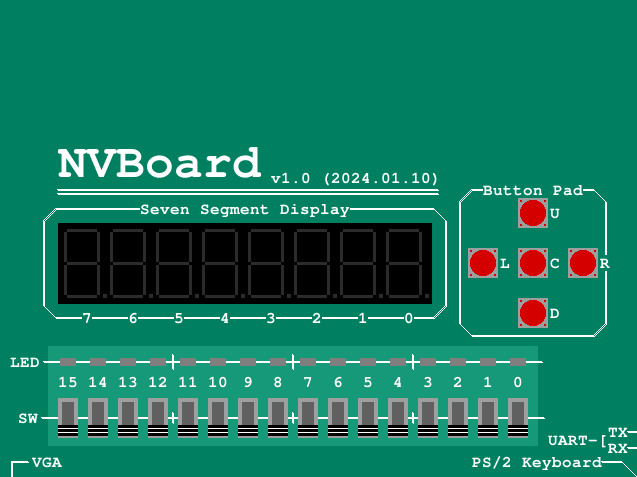 NVBoard v1.0 (2024.01.10)
Button Pad
Seven Segment Display
U
L C R
D
7 6 5 4 3 2 1 0
LED
15 14 13 12 11 10 9 8 7 6 5 4 3 2 1 0
SW
UART-[ TX
RX
VGA
PS/2 Keyboard